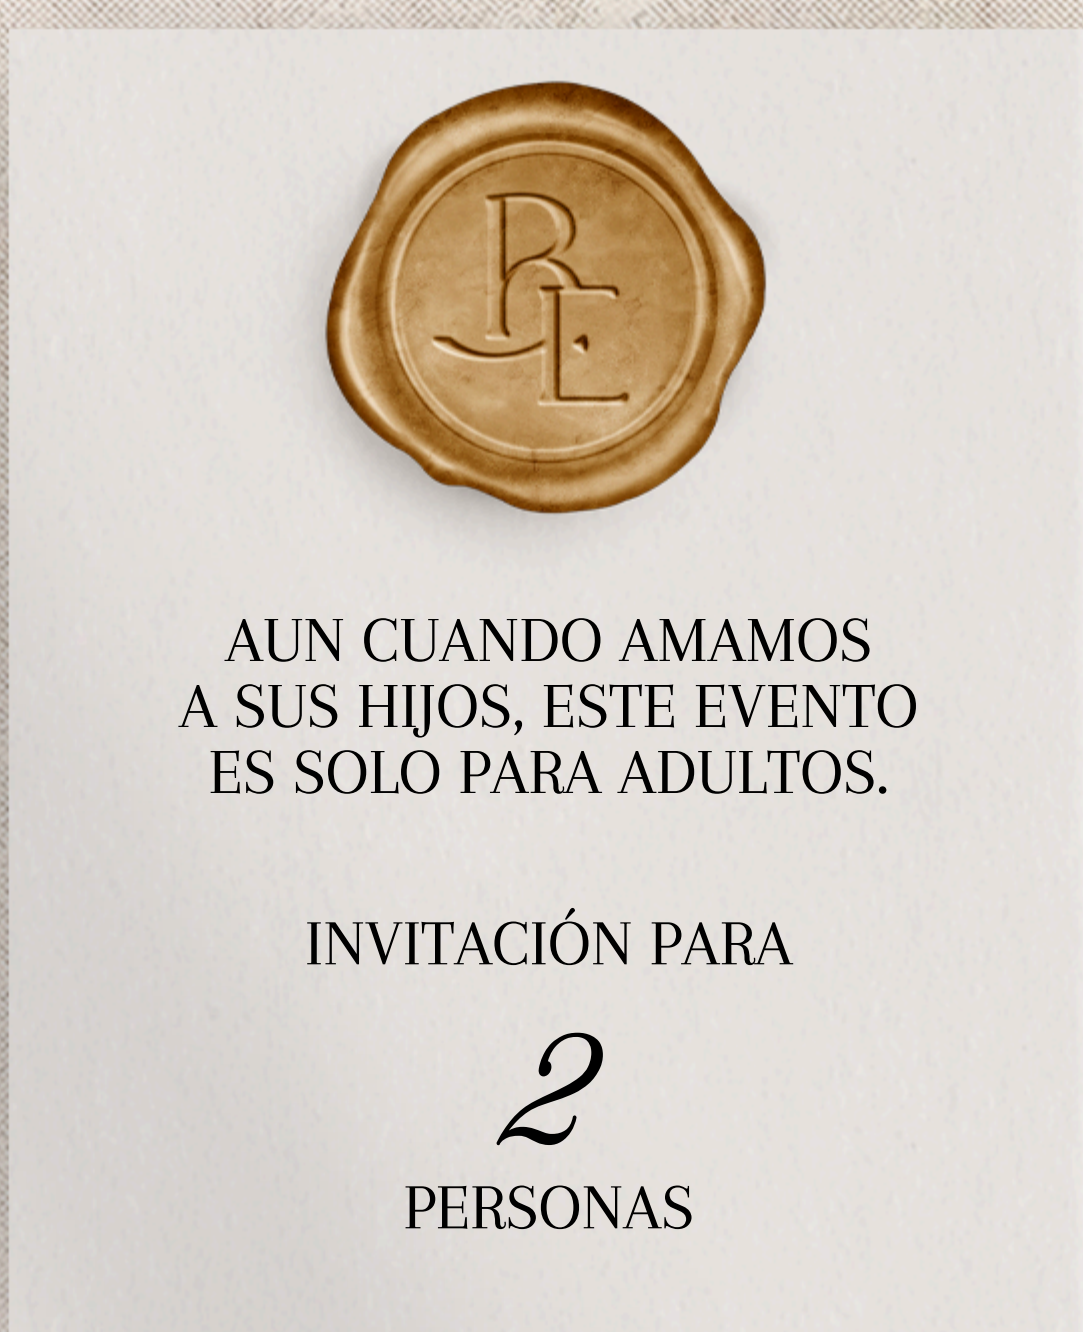 RE
AUN CUANDO AMAMOS
A SUS HIJOS, ESTE EVENTO
ES SOLO PARA ADULTOS.
INVITACIÓN PARA
2
PERSONAS